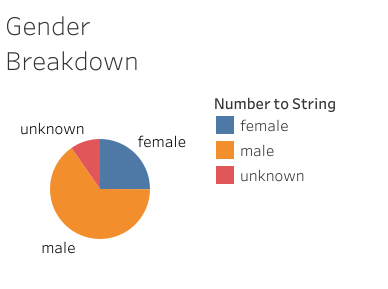 Gender
Breakdown
Number to String
female
male
unknown
unknown
female
male